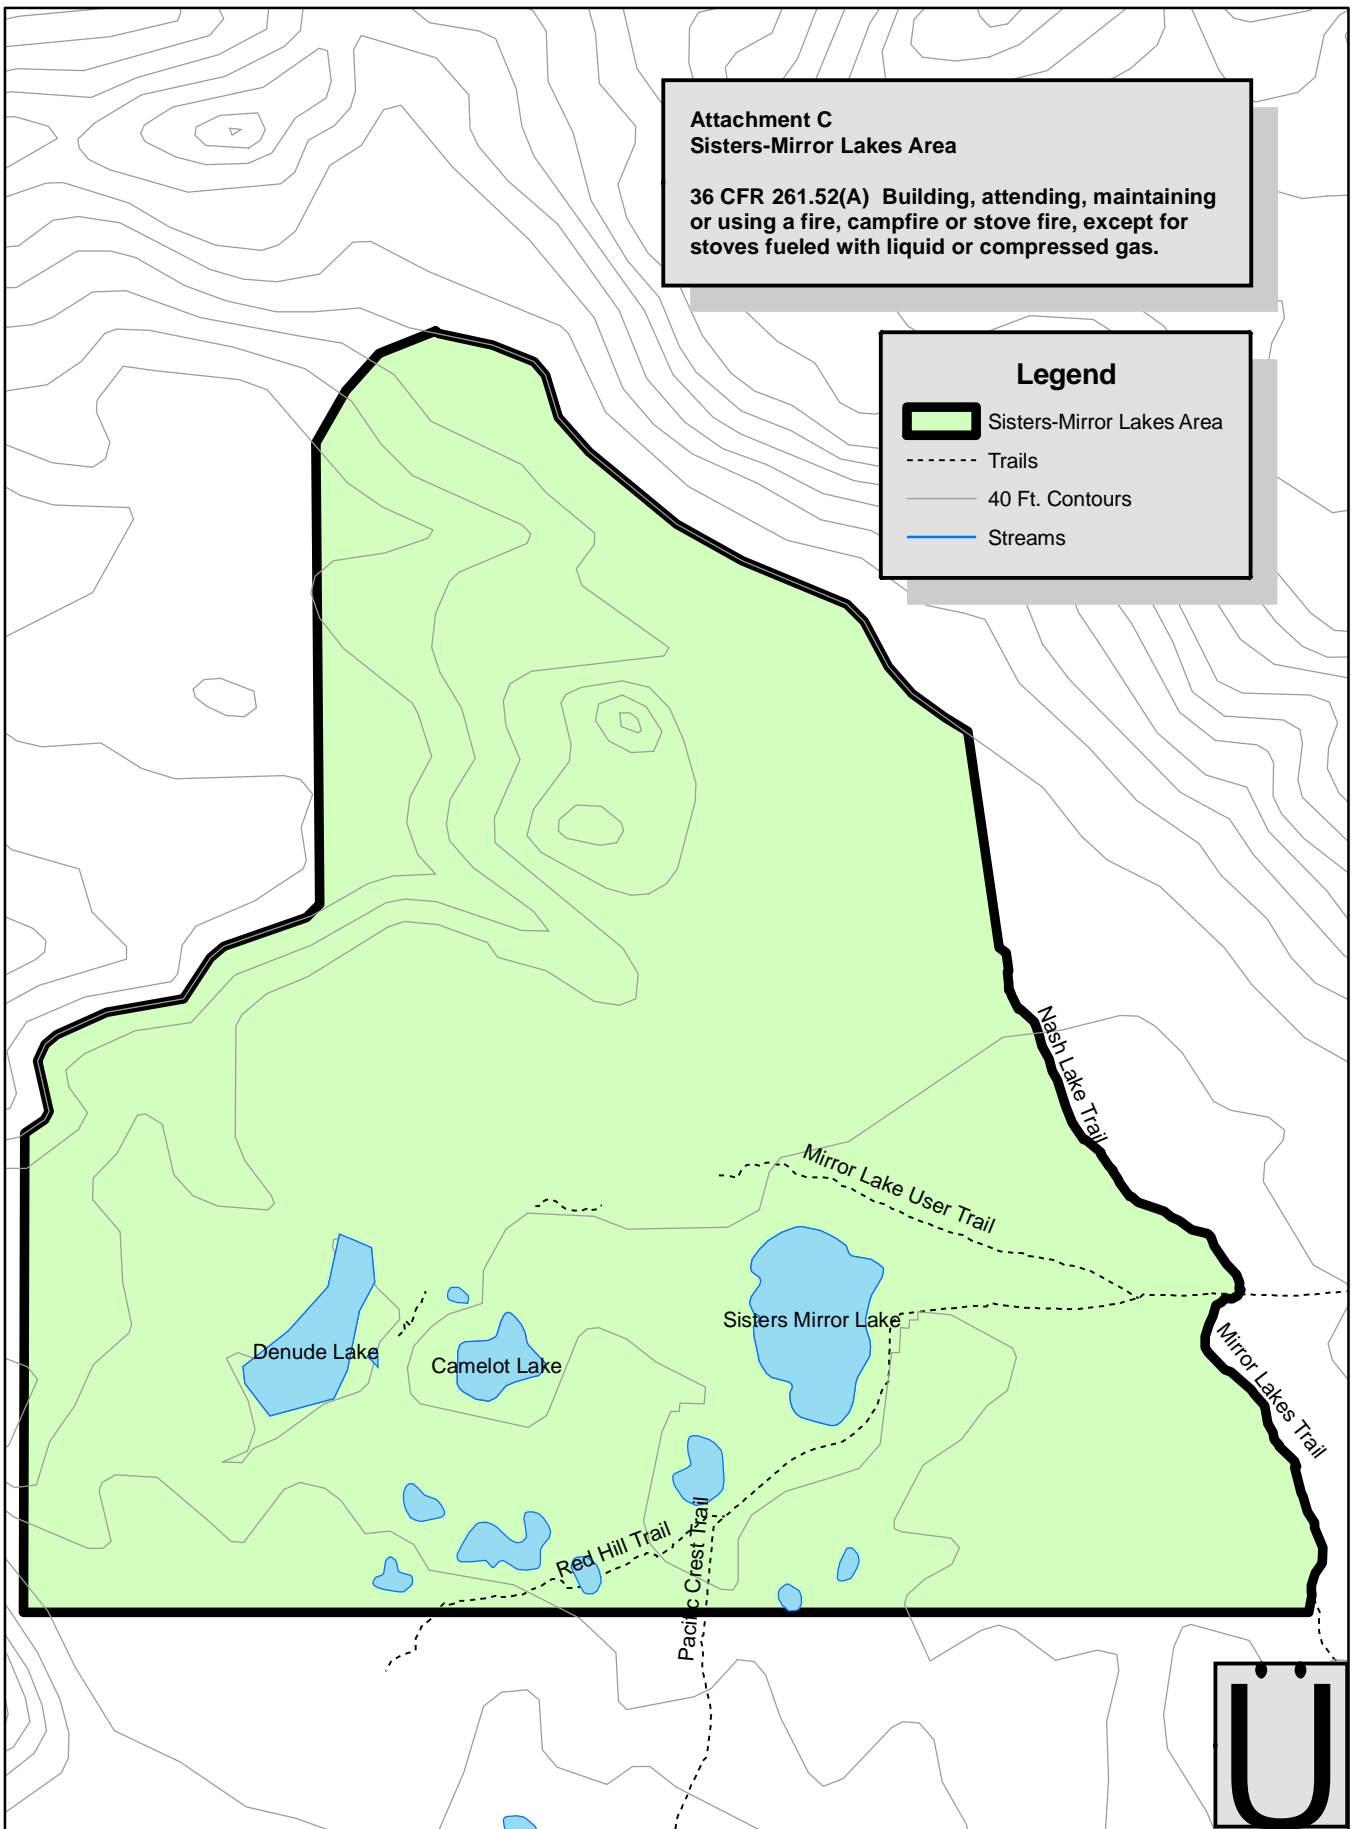 Attachment C
Sisters-Mirror Lakes Area
36 CFR 261.52(A)  Building, attending, maintaining
or using a fire, campfire or stove fire, except for
stoves fueled with liquid or compressed gas.
Legend
Sisters-Mirror Lakes Area
Trails
40 Ft. Contours
Streams
Nash Lake Trail
Mirror Lake User Trail
Sisters Mirror Lake
Denude Lake
Camelot Lake
Mirror Lakes Trail
Red Hill Trail
Pacific Crest Trail
Ü